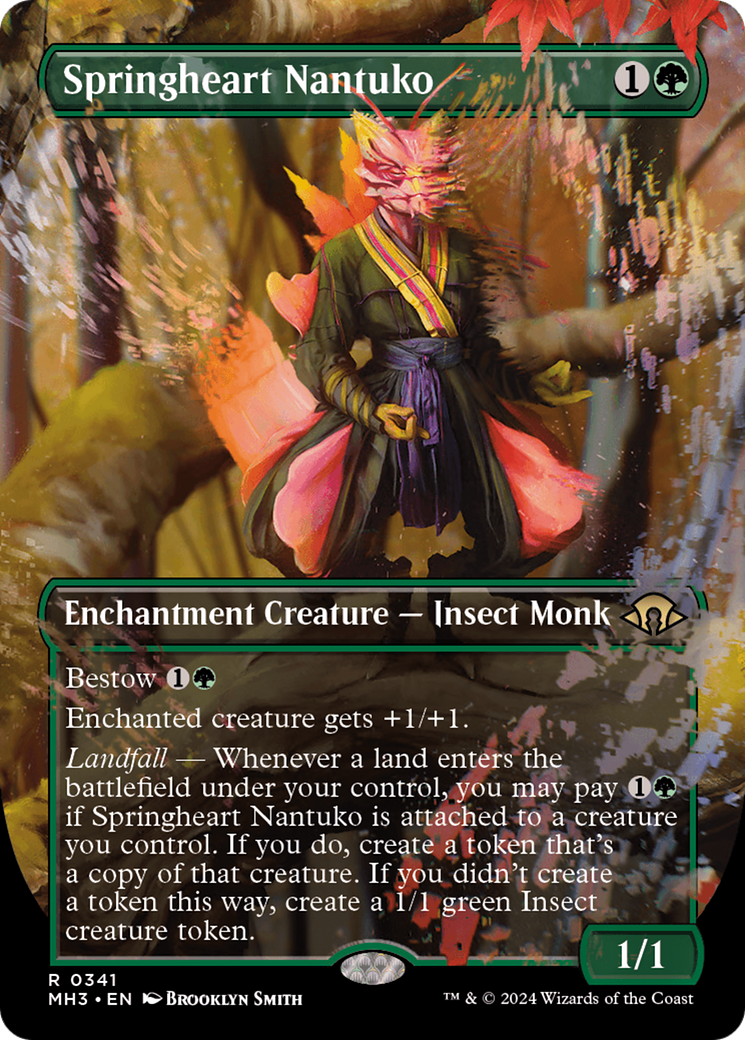 Springheart Nantuko 1
Enchantment Creature — Insect Monk
Bestow 1
Enchanted creature gets +1/+1.
Landfall — Whenever a land enters the
battlefield under your control, you may pay 1
if Springheart Nantuko is attached to a creature
you control. If you do, create a token that's
a copy of that creature. If you didn't create
a token this way, create a 1/1 green Insect
creature token.
1/1
R 0341
MH3 • EN Brooklyn Smith
™ & © 2024 Wizards of the Coast